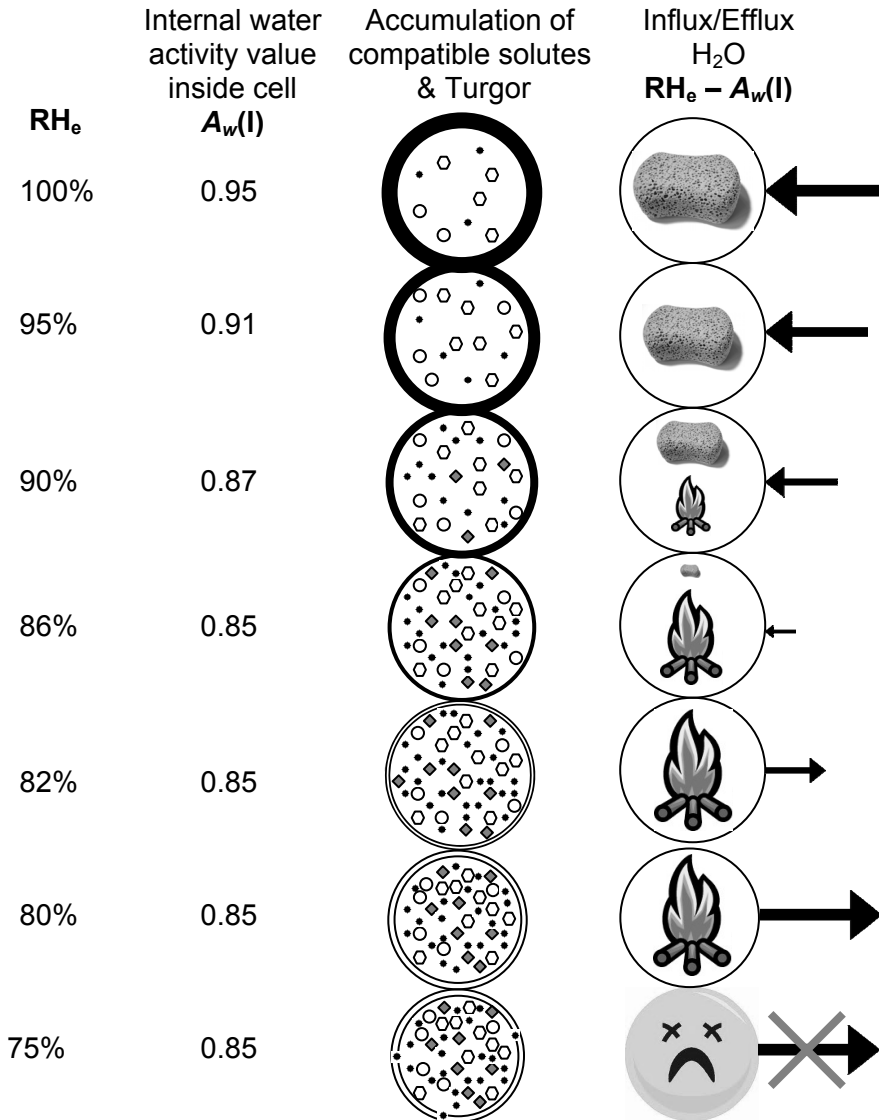 Internal water
activity value
inside cell
A𝑤(I)
Accumulation of
compatible solutes
& Turgor
Influx/Efflux
H₂O
RHₑ – A𝑤(I)
RHₑ
100% 0.95
95% 0.91
90% 0.87
86% 0.85
82% 0.85
80% 0.85
75% 0.85